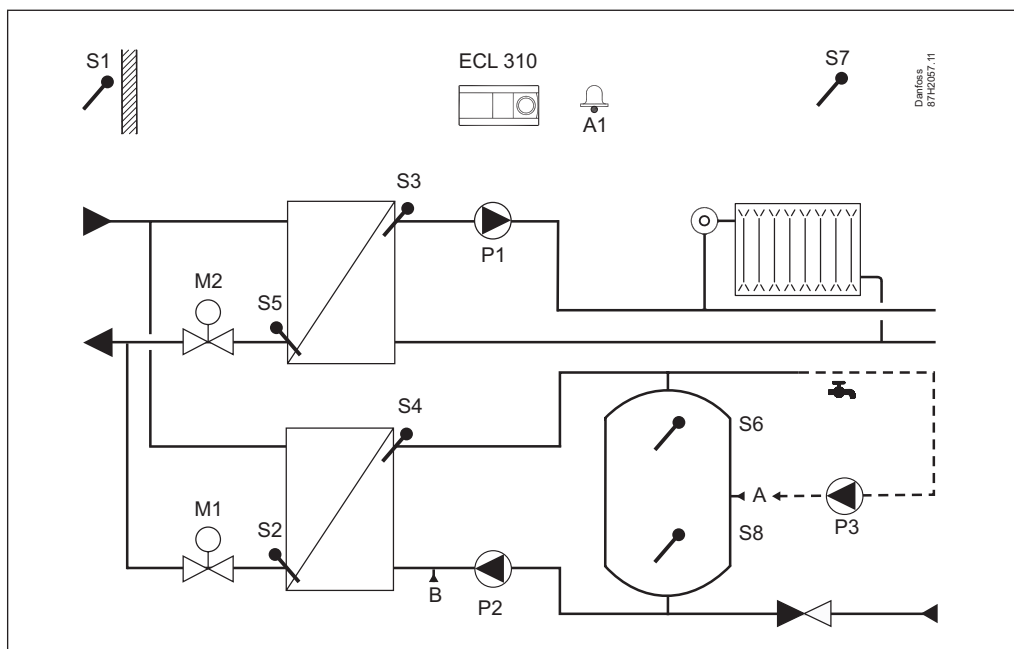 S1
ECL 310
S7
Danfoss
87H2057.11
A1
S3
P1
M2
S5
S4
S6
A
S8
P3
M1
S2
B
P2